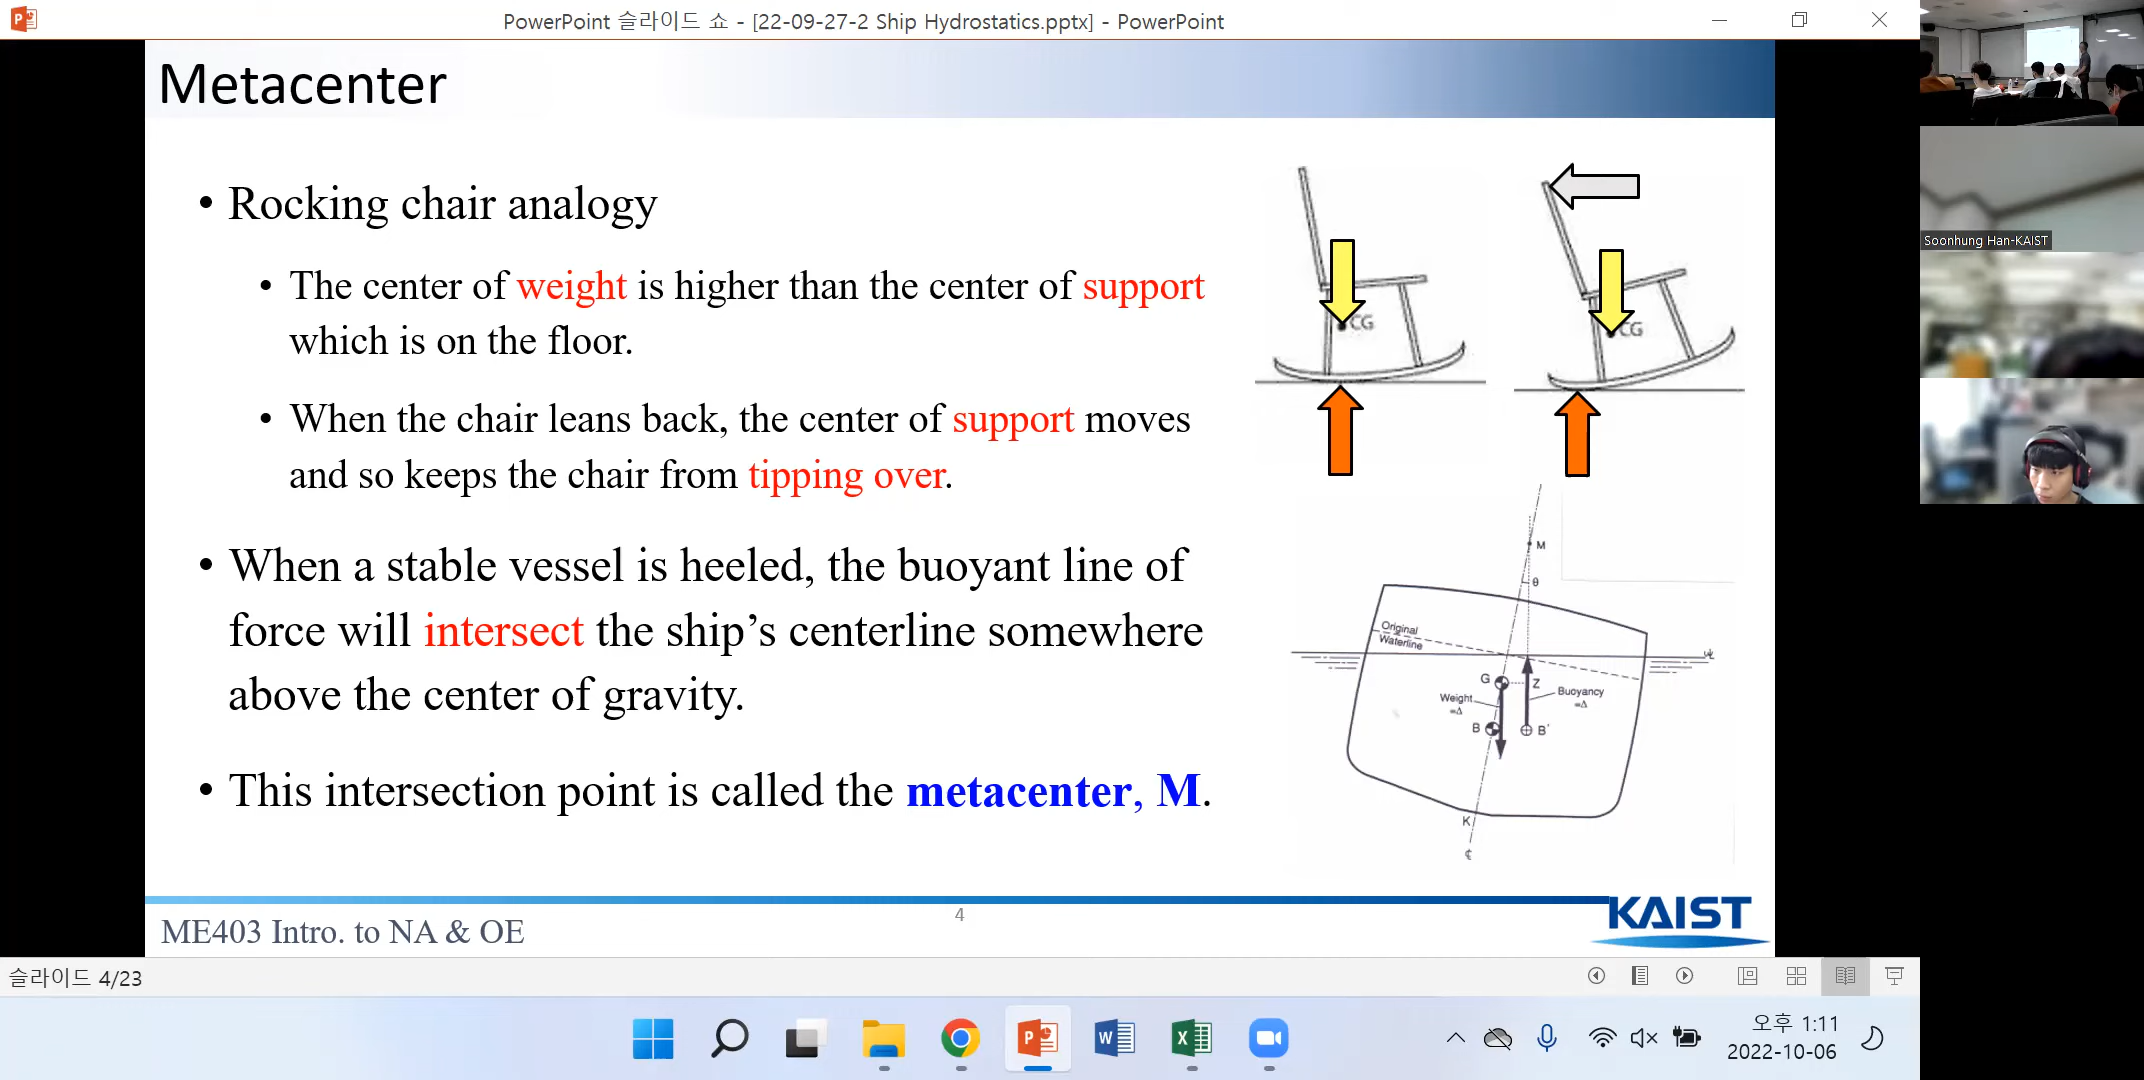 PowerPoint 슬라이드 쇼 - [22-09-27-2 Ship Hydrostatics.pptx] - PowerPoint
Metacenter
• Rocking chair analogy
• The center of weight is higher than the center of support
which is on the floor.
• When the chair leans back, the center of support moves
and so keeps the chair from tipping over.
• When a stable vessel is heeled, the buoyant line of
force will intersect the ship’s centerline somewhere
above the center of gravity.
• This intersection point is called the metacenter, M.
CG
CG
M
θ
Original
Waterline
G
Z
Weight
=Δ
Buoyancy
=Δ
B
B'
K
ME403 Intro. to NA & OE
4
KAIST
Soonhung Han-KAIST
슬라이드 4/23
오후 1:11
2022-10-06